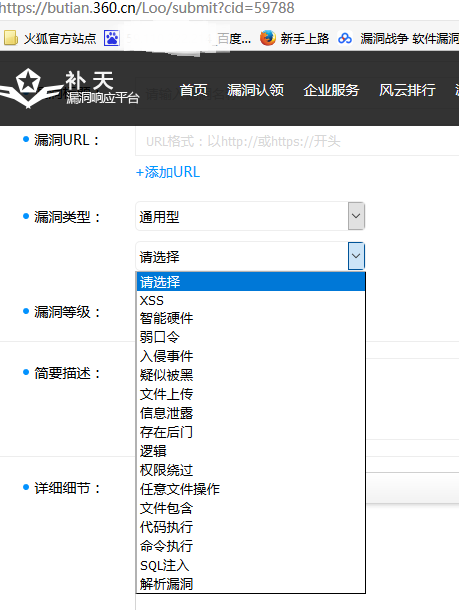 https://butian.360.cn/Loo/submit?cid=59788
火狐官方站点
_百度...
新手上路
漏洞战争 软件漏洞
补天
漏洞响应平台
首页 漏洞认领 企业服务 风云排行
漏洞URL：
URL格式：以http://或https://开头
+添加URL
漏洞类型：
通用型
请选择
请选择
XSS
智能硬件
漏洞等级：
弱口令
入侵事件
简要描述：
疑似被黑
文件上传
信息泄露
存在后门
逻辑
权限绕过
详细细节：
任意文件操作
文件包含
代码执行
命令执行
SQL注入
解析漏洞